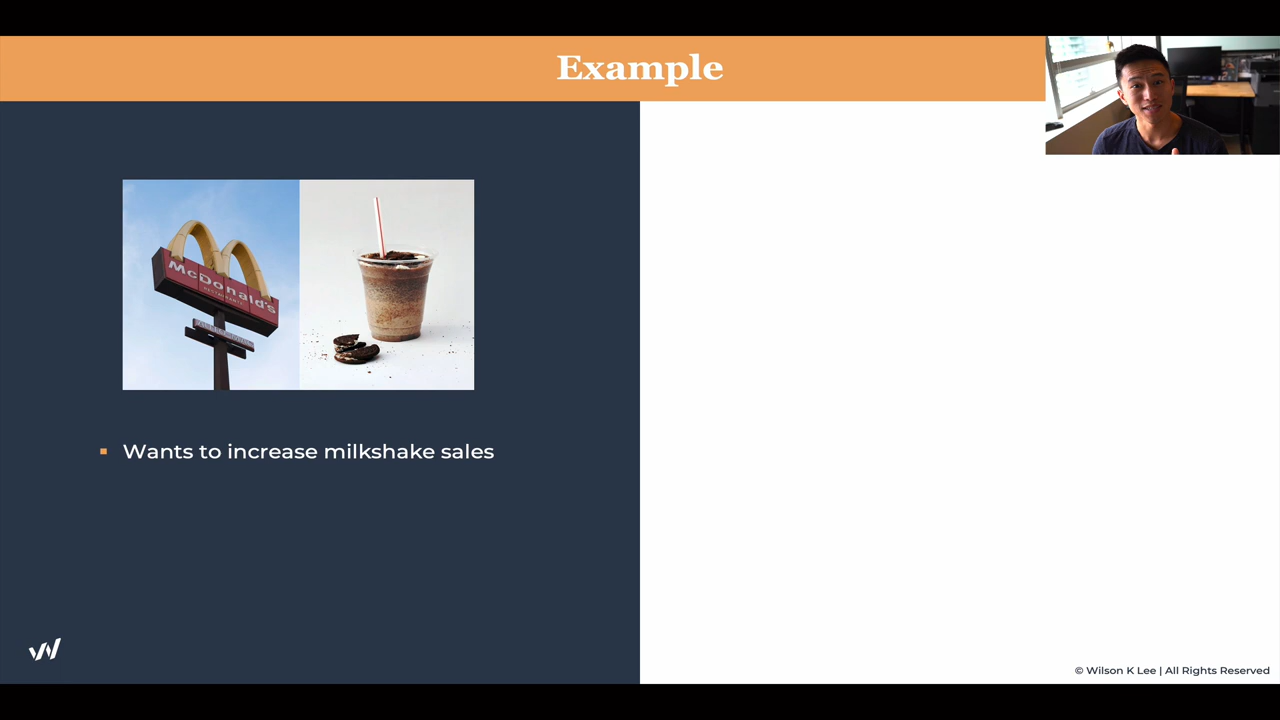 Example
McDonald's
Wants to increase milkshake sales
© Wilson K Lee | All Rights Reserved